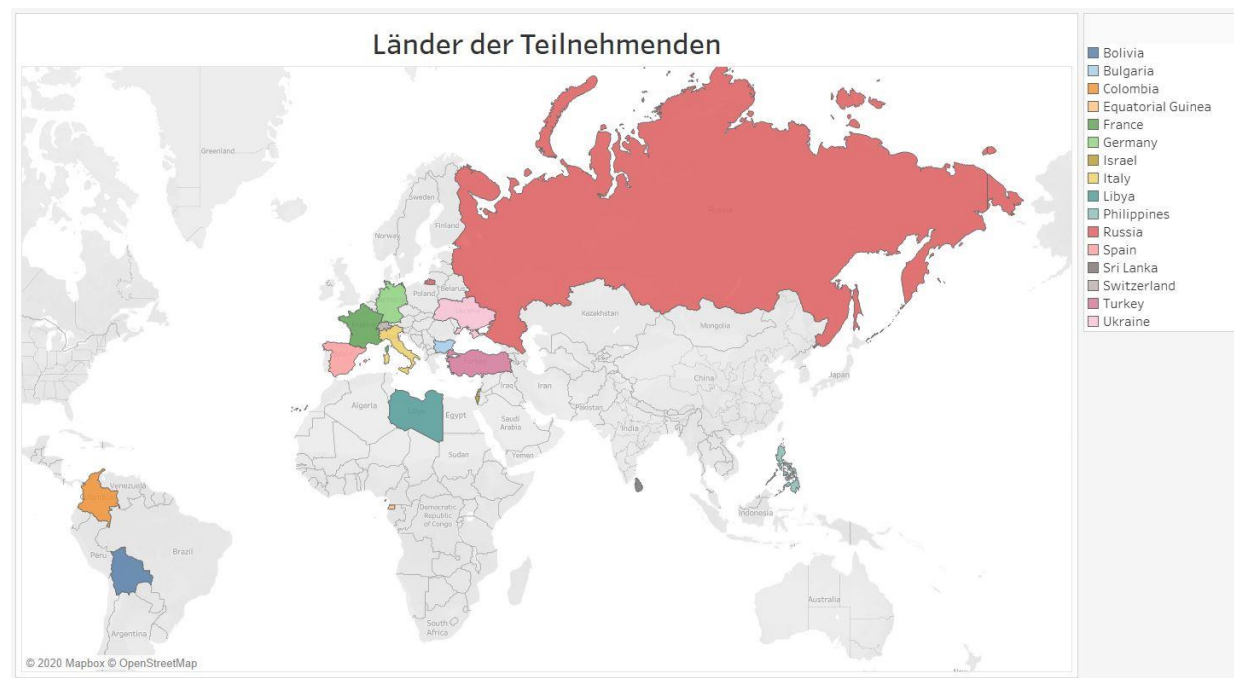 Länder der Teilnehmenden
Bolivia
Bulgaria
Colombia
Equatorial Guinea
France
Germany
Israel
Italy
Libya
Philippines
Russia
Spain
Sri Lanka
Switzerland
Turkey
Ukraine
Greenland
Sweden
Finland
Norway
Poland
Belarus
Kazakhstan
Mongolia
China
Japan
Iraq
Iran
Pakistan
India
Algeria
Egypt
Saudi
Arabia
Sudan
Yemen
Venezuela
Democratic
Republic
of Congo
Indonesia
Peru
Brazil
Australia
Argentina
South
Africa
© 2020 Mapbox © OpenStreetMap